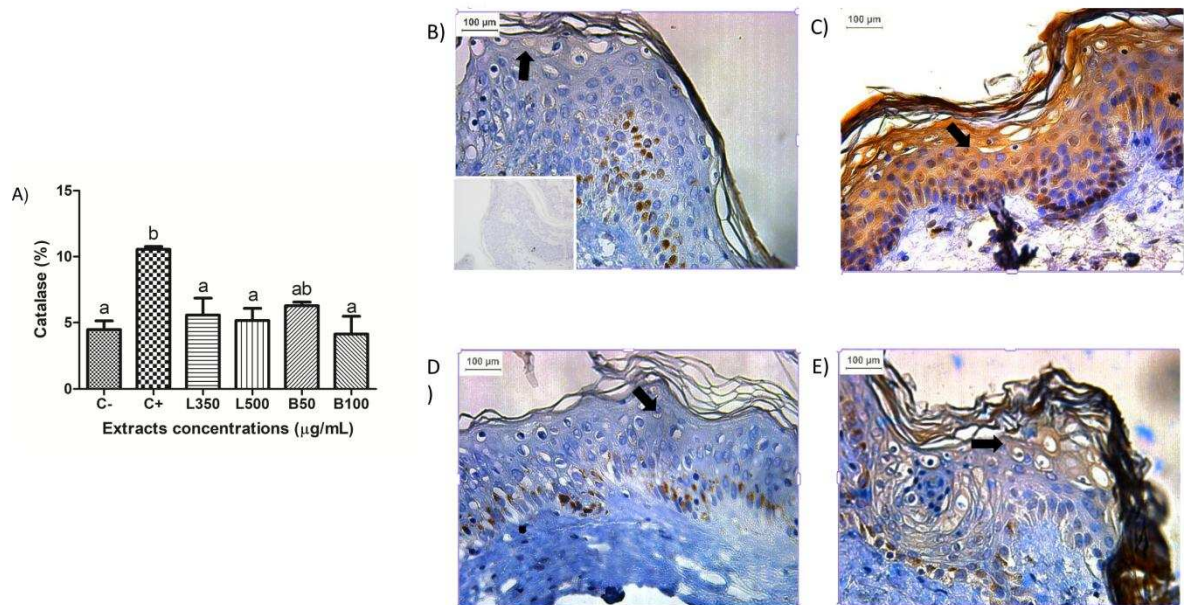 A)
15
10
5
0
Catalase (%)
a
b
a
a
ab
a
C-
C+
L350
L500
B50
B100
Extracts concentrations (µg/mL)
B)
100 µm
C)
100 µm
D
)
100 µm
E)
100 µm